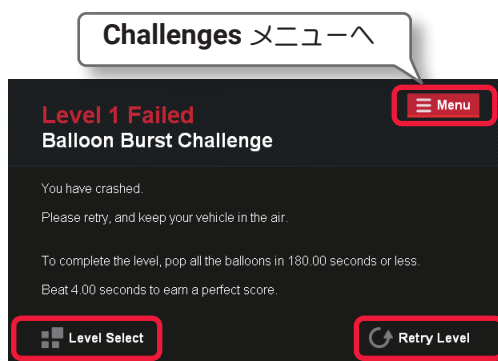 Challenges メニューへ
Menu
Level 1 Failed
Balloon Burst Challenge
You have crashed.
Please retry, and keep your vehicle in the air.
To complete the level, pop all the balloons in 180.00 seconds or less.
Beat 4.00 seconds to earn a perfect score.
Level Select
Retry Level